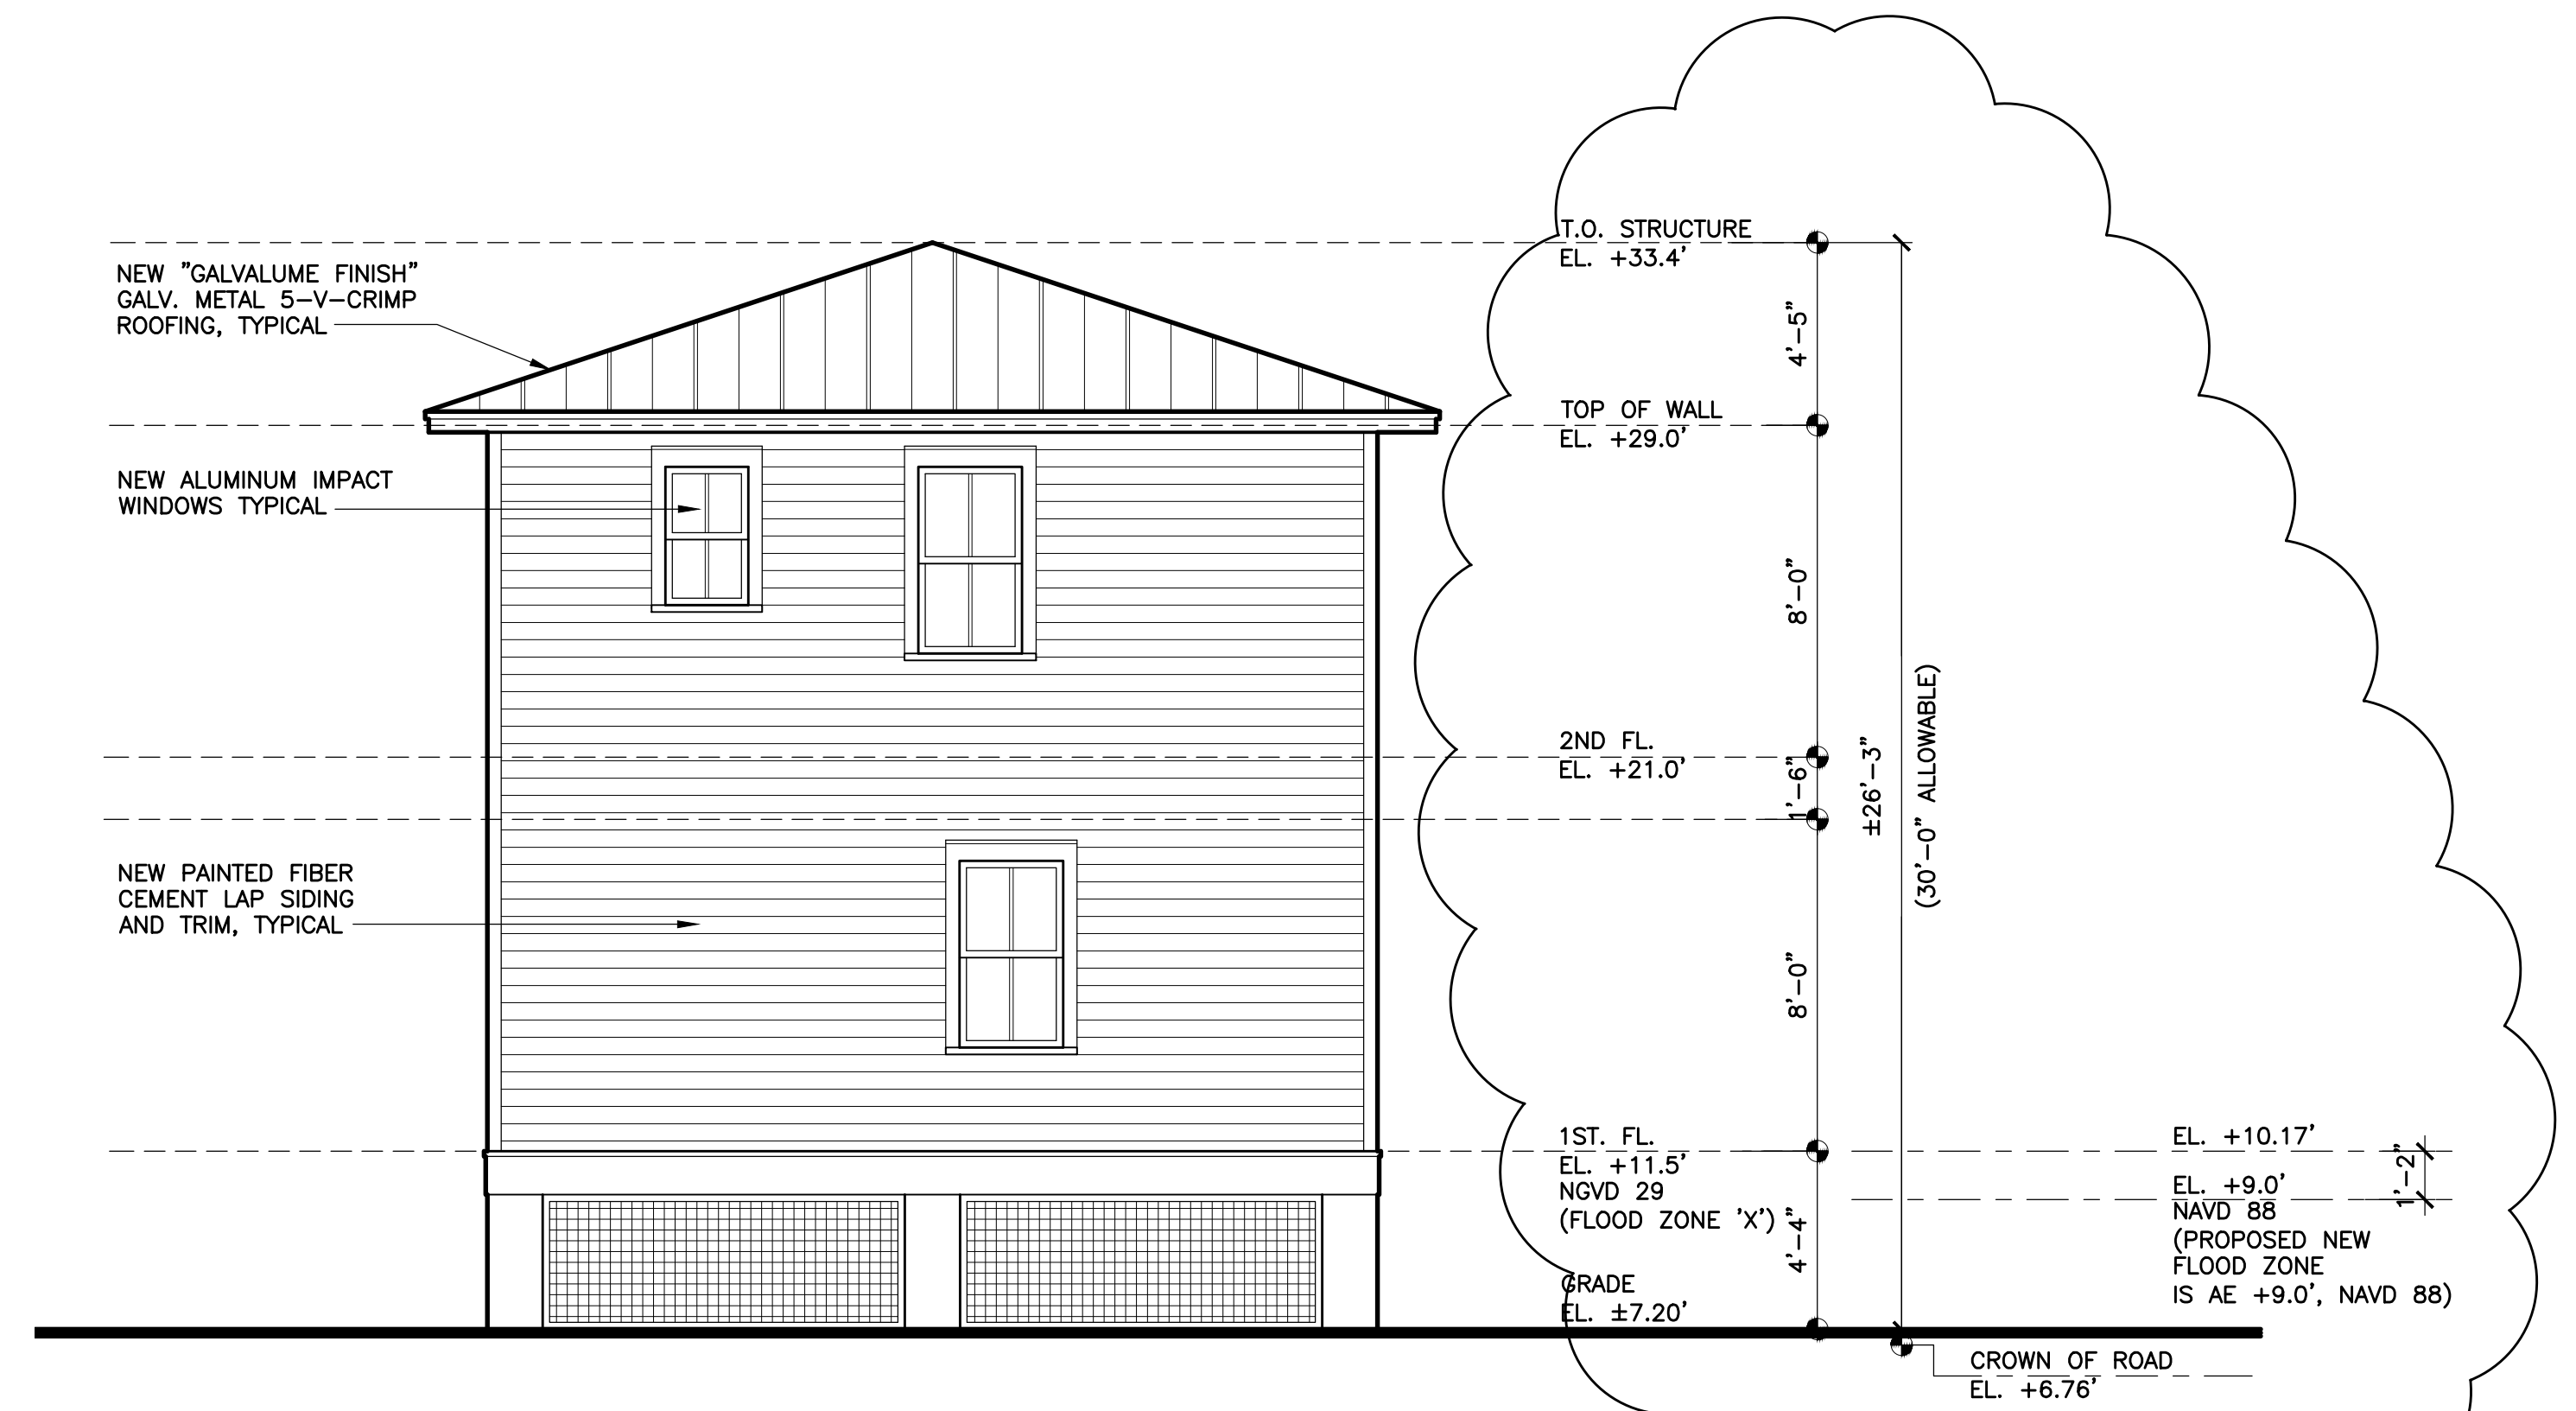 NEW "GALVALUME FINISH"
GALV. METAL 5-V-CRIMP
ROOFING, TYPICAL
NEW ALUMINUM IMPACT
WINDOWS TYPICAL
NEW PAINTED FIBER
CEMENT LAP SIDING
AND TRIM, TYPICAL
T.O. STRUCTURE
EL. +33.4'
4'-5"
TOP OF WALL
EL. +29.0'
8'-0"
2ND FL.
EL. +21.0'
1'-6"
±26'-3"
(30'-0" ALLOWABLE)
8'-0"
1ST. FL.
EL. +11.5'
NGVD 29
(FLOOD ZONE 'X')
4'-4"
GRADE
EL. ±7.20'
EL. +10.17'
1'-2"
EL. +9.0'
NAVD 88
(PROPOSED NEW
FLOOD ZONE
IS AE +9.0', NAVD 88)
CROWN OF ROAD
EL. +6.76'